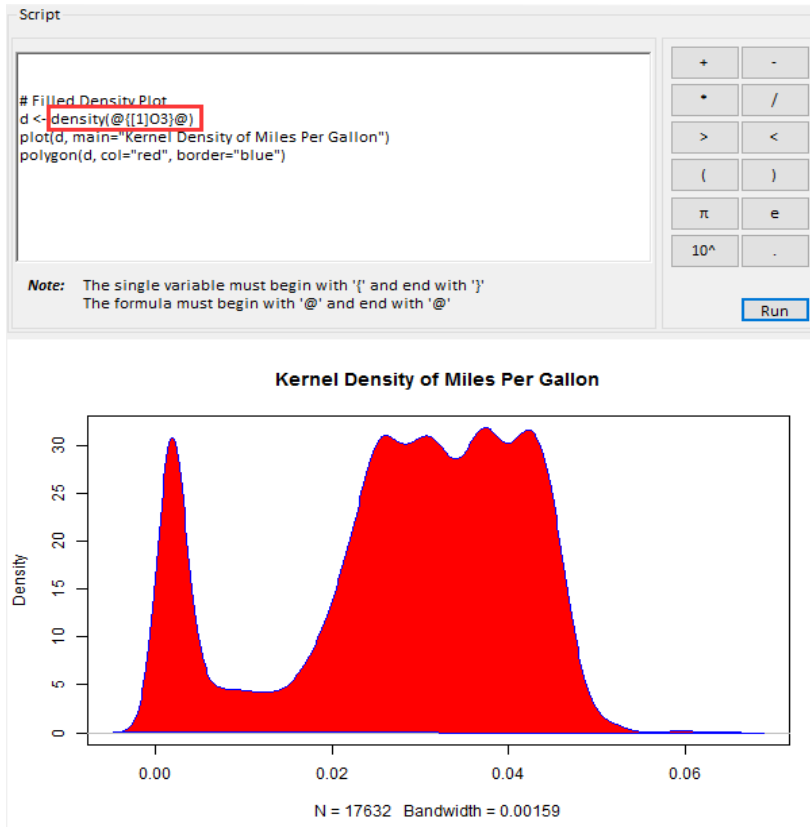 Script
# Filled Density Plot
d <- density(@{[1]O3}@)
plot(d, main="Kernel Density of Miles Per Gallon")
polygon(d, col="red", border="blue")
+ -
* /
> <
( )
π e
10^ .
Note: The single variable must begin with '{' and end with '}'
The formula must begin with '@' and end with '@'
Run
Kernel Density of Miles Per Gallon
30
25
20
15
10
5
0
Density
0.00 0.02 0.04 0.06
N = 17632 Bandwidth = 0.00159